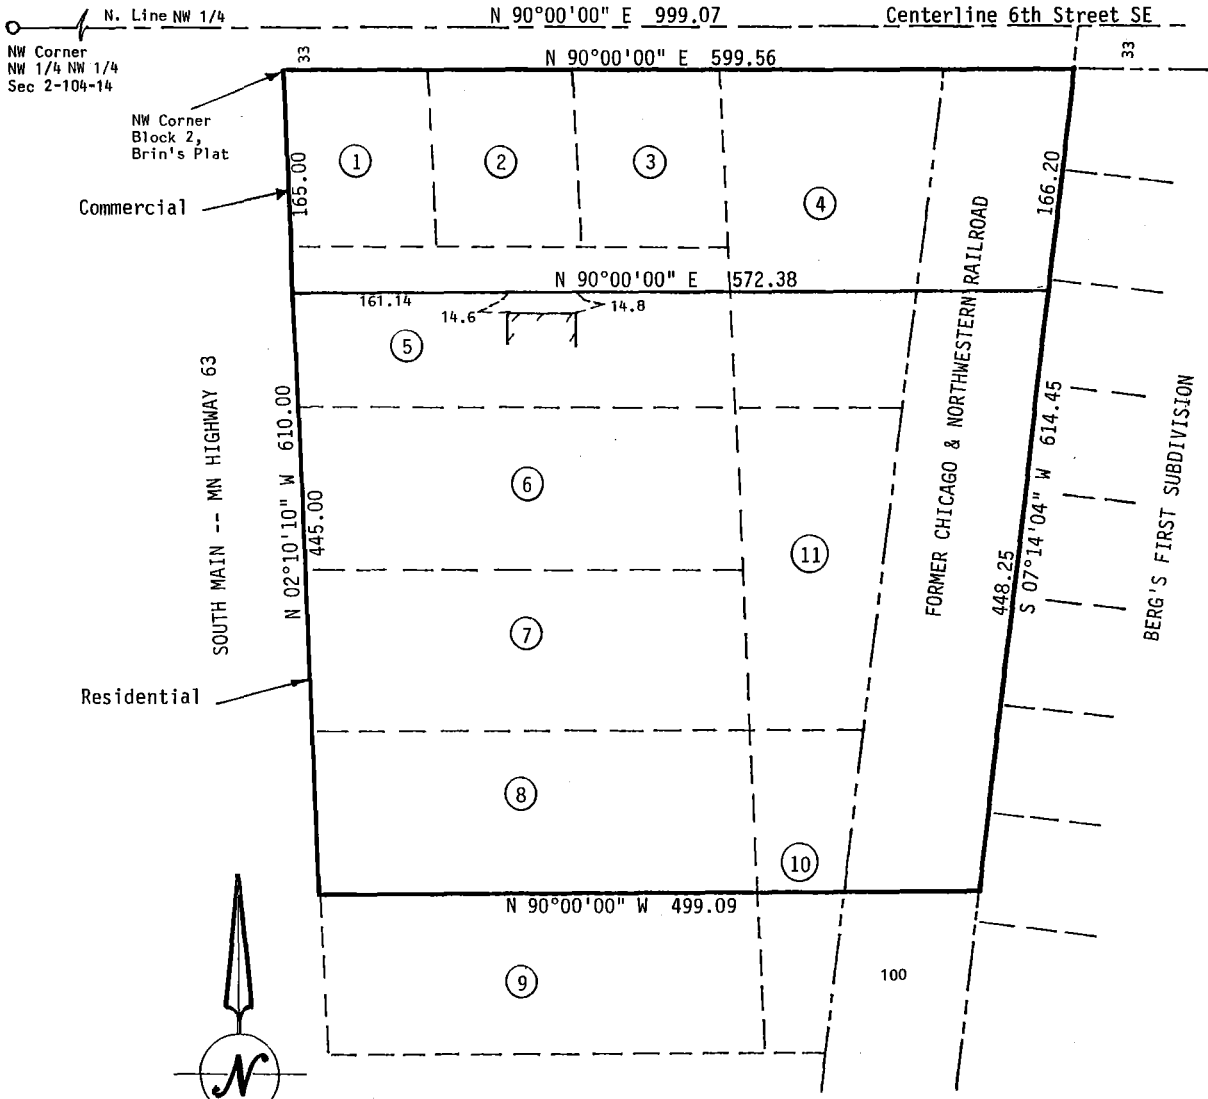 N. Line NW 1/4
N 90°00'00" E 999.07
Centerline 6th Street SE
NW Corner
NW 1/4 NW 1/4
Sec 2-104-14
33
33
N 90°00'00" E 599.56
NW Corner
Block 2,
Brin's Plat
1
2
3
4
165.00
166.20
Commercial
N 90°00'00" E 572.38
161.14
14.6
14.8
5
FORMER CHICAGO & NORTHWESTERN RAILROAD
SOUTH MAIN -- MN HIGHWAY 63
N 02°10'10" W 610.00
445.00
6
11
448.25
S 07°14'04" W 614.45
BERG'S FIRST SUBDIVISION
7
Residential
8
10
N 90°00'00" W 499.09
9
100
N